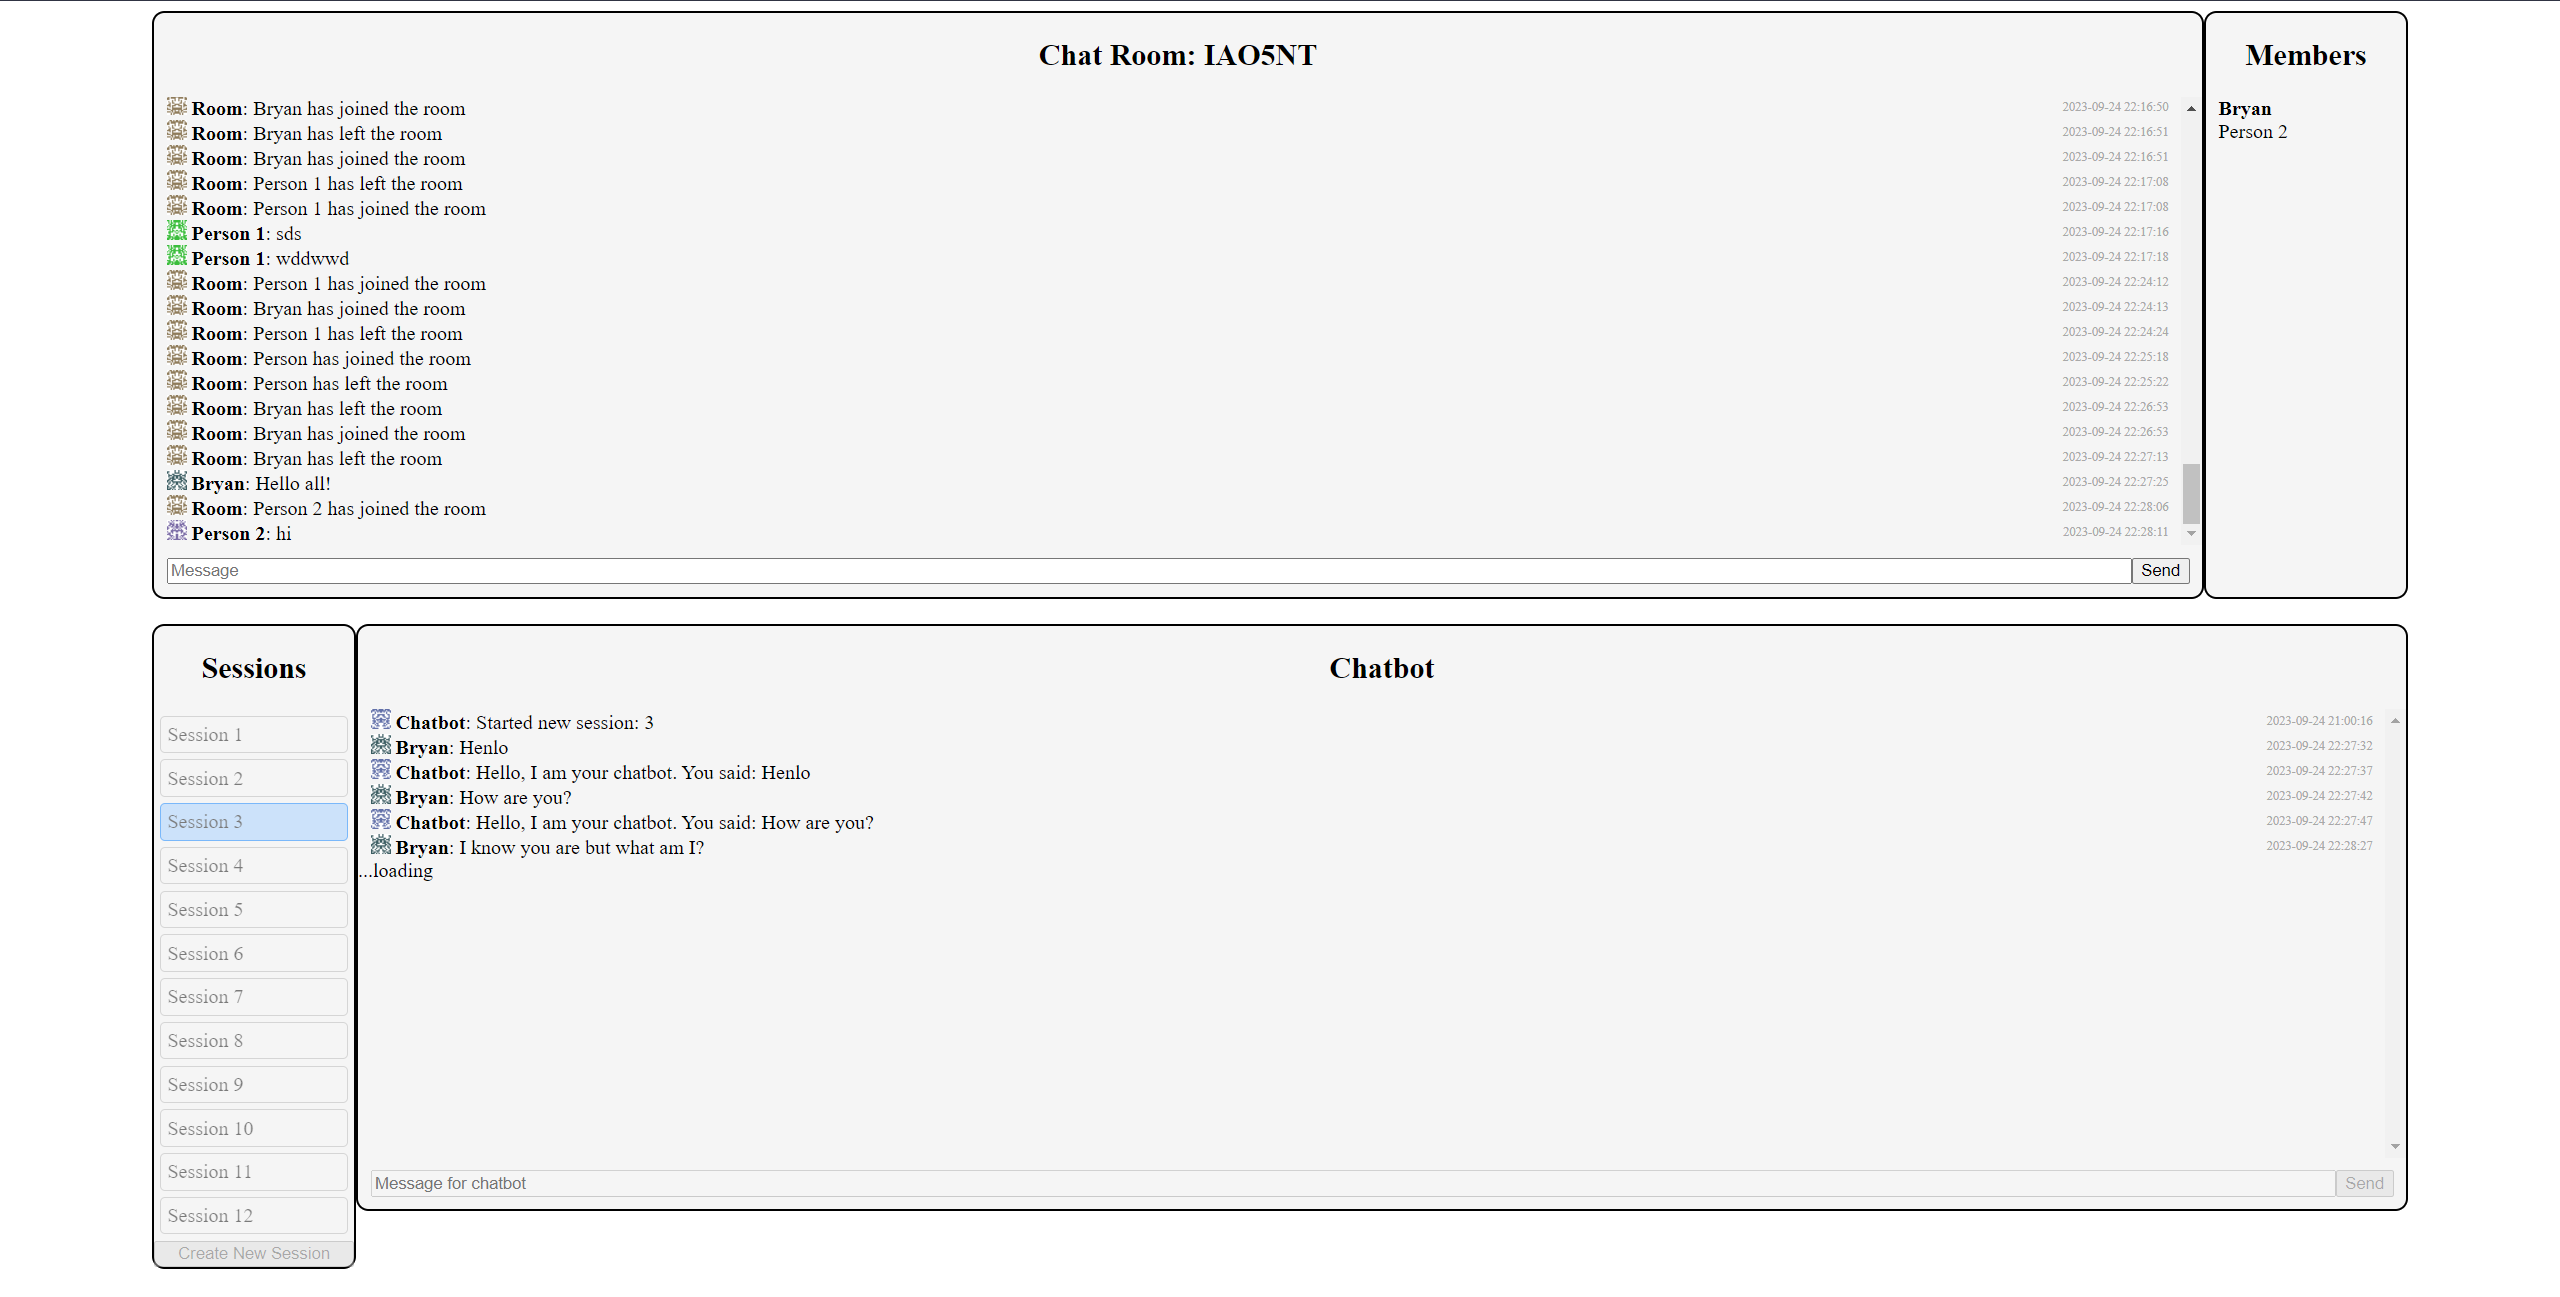 Chat Room: IAO5NT
Room: Bryan has joined the room 2023-09-24 22:16:50
Room: Bryan has left the room 2023-09-24 22:16:51
Room: Bryan has joined the room 2023-09-24 22:16:51
Room: Person 1 has left the room 2023-09-24 22:17:08
Room: Person 1 has joined the room 2023-09-24 22:17:08
Person 1: sds 2023-09-24 22:17:16
Person 1: wddwwd 2023-09-24 22:17:18
Room: Person 1 has joined the room 2023-09-24 22:24:12
Room: Bryan has joined the room 2023-09-24 22:24:13
Room: Person 1 has left the room 2023-09-24 22:24:24
Room: Person has joined the room 2023-09-24 22:25:18
Room: Person has left the room 2023-09-24 22:25:22
Room: Bryan has left the room 2023-09-24 22:26:53
Room: Bryan has joined the room 2023-09-24 22:26:53
Room: Bryan has left the room 2023-09-24 22:27:13
Bryan: Hello all! 2023-09-24 22:27:25
Room: Person 2 has joined the room 2023-09-24 22:28:06
Person 2: hi 2023-09-24 22:28:11
Message Send
Members
Bryan
Person 2
Sessions
Session 1
Session 2
Session 3
Session 4
Session 5
Session 6
Session 7
Session 8
Session 9
Session 10
Session 11
Session 12
Create New Session
Chatbot
Chatbot: Started new session: 3 2023-09-24 21:00:16
Bryan: Henlo 2023-09-24 22:27:32
Chatbot: Hello, I am your chatbot. You said: Henlo 2023-09-24 22:27:37
Bryan: How are you? 2023-09-24 22:27:42
Chatbot: Hello, I am your chatbot. You said: How are you? 2023-09-24 22:27:47
Bryan: I know you are but what am I? 2023-09-24 22:28:27
...loading
Message for chatbot Send